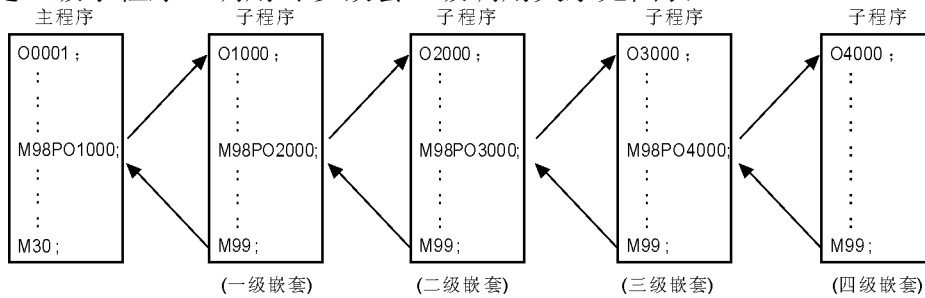 主程序 子程序 子程序 子程序 子程序
O0001； O1000； O2000； O3000； O4000；
M98PO1000; M98PO2000; M98PO3000; M98PO4000;
M30； M99； M99； M99； M99；
(一级嵌套) (二级嵌套) (三级嵌套) (四级嵌套)